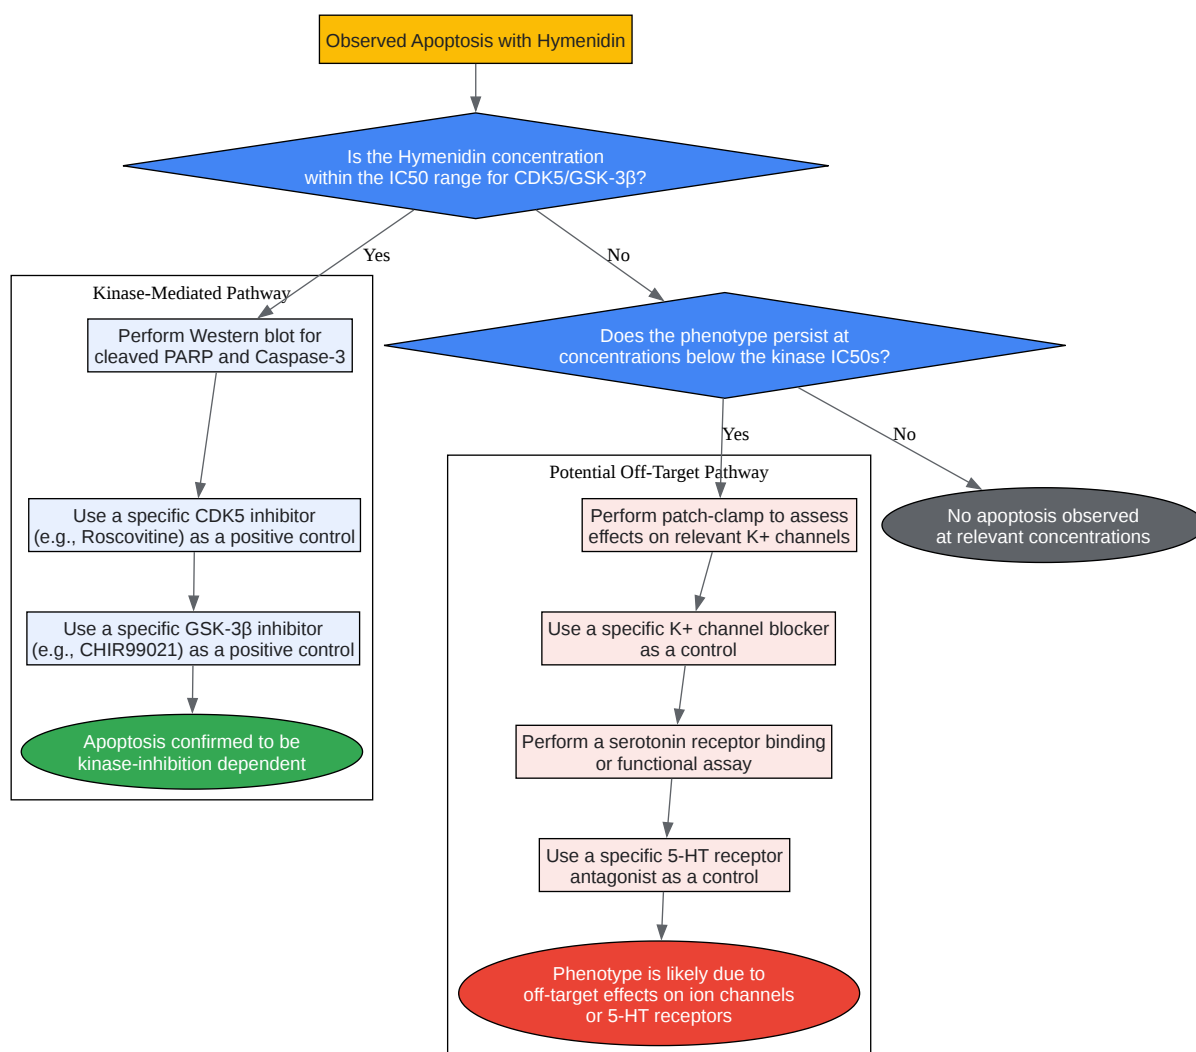 Observed Apoptosis with Hymenidin
Is the Hymenidin concentration
within the IC50 range for CDK5/GSK-3β?
Yes
No
Kinase-Mediated Pathway
Perform Western blot for
cleaved PARP and Caspase-3
Does the phenotype persist at
concentrations below the kinase IC50s?
Yes
No
Potential Off-Target Pathway
Use a specific CDK5 inhibitor
(e.g., Roscovitine) as a positive control
Perform patch-clamp to assess
effects on relevant K+ channels
No apoptosis observed
at relevant concentrations
Use a specific GSK-3β inhibitor
(e.g., CHIR99021) as a positive control
Use a specific K+ channel blocker
as a control
Apoptosis confirmed to be
kinase-inhibition dependent
Perform a serotonin receptor binding
or functional assay
Use a specific 5-HT receptor
antagonist as a control
Phenotype is likely due to
off-target effects on ion channels
or 5-HT receptors